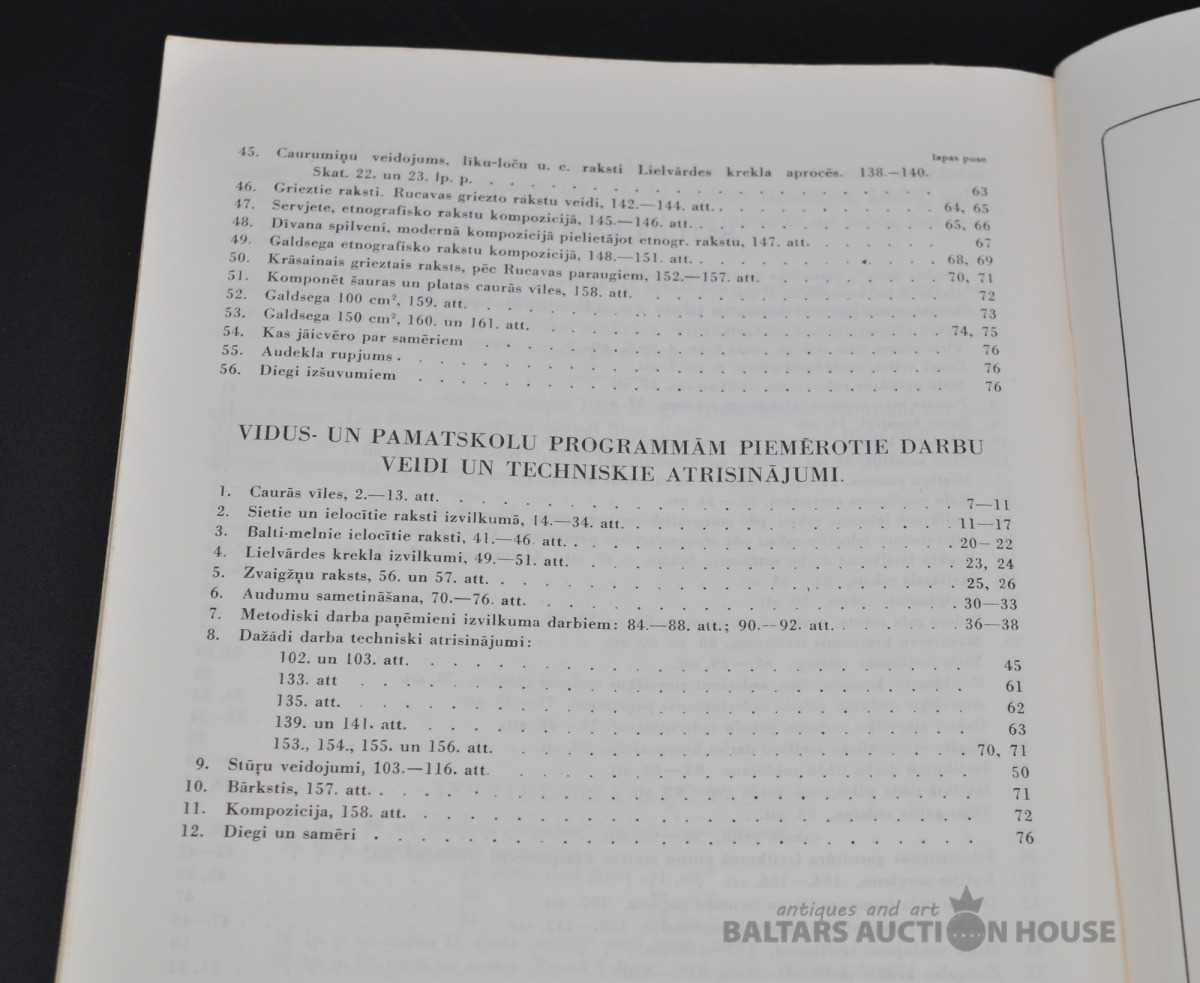 lapas puse
45. Caurumiņu veidojums, līku-loču u. c. raksti Lielvārdes krekla aprocēs. 138.—140.
Skat. 22. un 23. lp. p. 63
46. Grieztie raksti. Rucavas griezto rakstu veidi, 142.—144. att. 64, 65
47. Servjete, etnografisko rakstu kompozicijā, 145.—146. att. 65, 66
48. Dīvana spilveni, modernā kompozicijā pielietājot etnogr. rakstu, 147. att. 67
49. Galdsega etnografisko rakstu kompozicijā, 148.—151. att. 68, 69
50. Krāsainais grieztais raksts, pēc Rucavas paraugiem, 152.—157. att. 70, 71
51. Komponēt šauras un platas caurās vīles, 158. att. 72
52. Galdsega 100 cm², 159. att. 73
53. Galdsega 150 cm², 160. un 161. att. 74, 75
54. Kas jāievēro par samēriem 76
55. Audekla rupjums 76
56. Diegi izšuvumiem 76
VIDUS- UN PAMATSKOLU PROGRAMMĀM PIEMĒROTIE DARBU
VEIDI UN TECHNISKIE ATRISINĀJUMI.
1. Caurās vīles, 2.—13. att. 7—11
2. Sietie un ielocītie raksti izvilkumā, 14.—34. att. 11—17
3. Balti-melnie ielocītie raksti, 41.—46. att. 20—22
4. Lielvārdes krekla izvilkumi, 49.—51. att. 23, 24
5. Zvaigžņu raksts, 56. un 57. att. 25, 26
6. Audumu sametināšana, 70.—76. att. 30—33
7. Metodiski darba paņēmieni izvilkuma darbiem: 84.—88. att.; 90.—92. att. 36—38
8. Dažādi darba techniski atrisinājumi:
102. un 103. att. 45
133. att 61
135. att. 62
139. un 141. att. 63
153., 154., 155. un 156. att. 70, 71
9. Stūŗu veidojumi, 103.—116. att. 50
10. Bārkstis, 157. att. 71
11. Kompozicija, 158. att. 72
12. Diegi un samēri 76
antiques and art
BALTARS AUCTION HOUSE